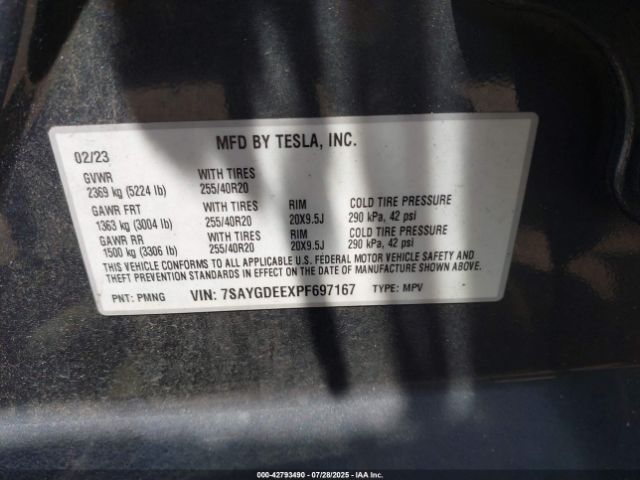 MFD BY TESLA, INC.
02/23
GVWR WITH TIRES
2369 kg (5224 lb) 255/40R20
GAWR FRT WITH TIRES RIM COLD TIRE PRESSURE
1363 kg (3004 lb) 255/40R20 20X9.5J 290 kPa, 42 psi
GAWR RR WITH TIRES RIM COLD TIRE PRESSURE
1500 kg (3306 lb) 255/40R20 20X9.5J 290 kPa, 42 psi
THIS VEHICLE CONFORMS TO ALL APPLICABLE U.S. FEDERAL MOTOR VEHICLE SAFETY AND
THEFT PREVENTION STANDARDS IN EFFECT ON THE DATE OF MANUFACTURE SHOWN ABOVE.
PNT: PMNG VIN: 7SAYGDEEXPF697167 TYPE: MPV
000-42793490 - 07/28/2025 - IAA Inc.